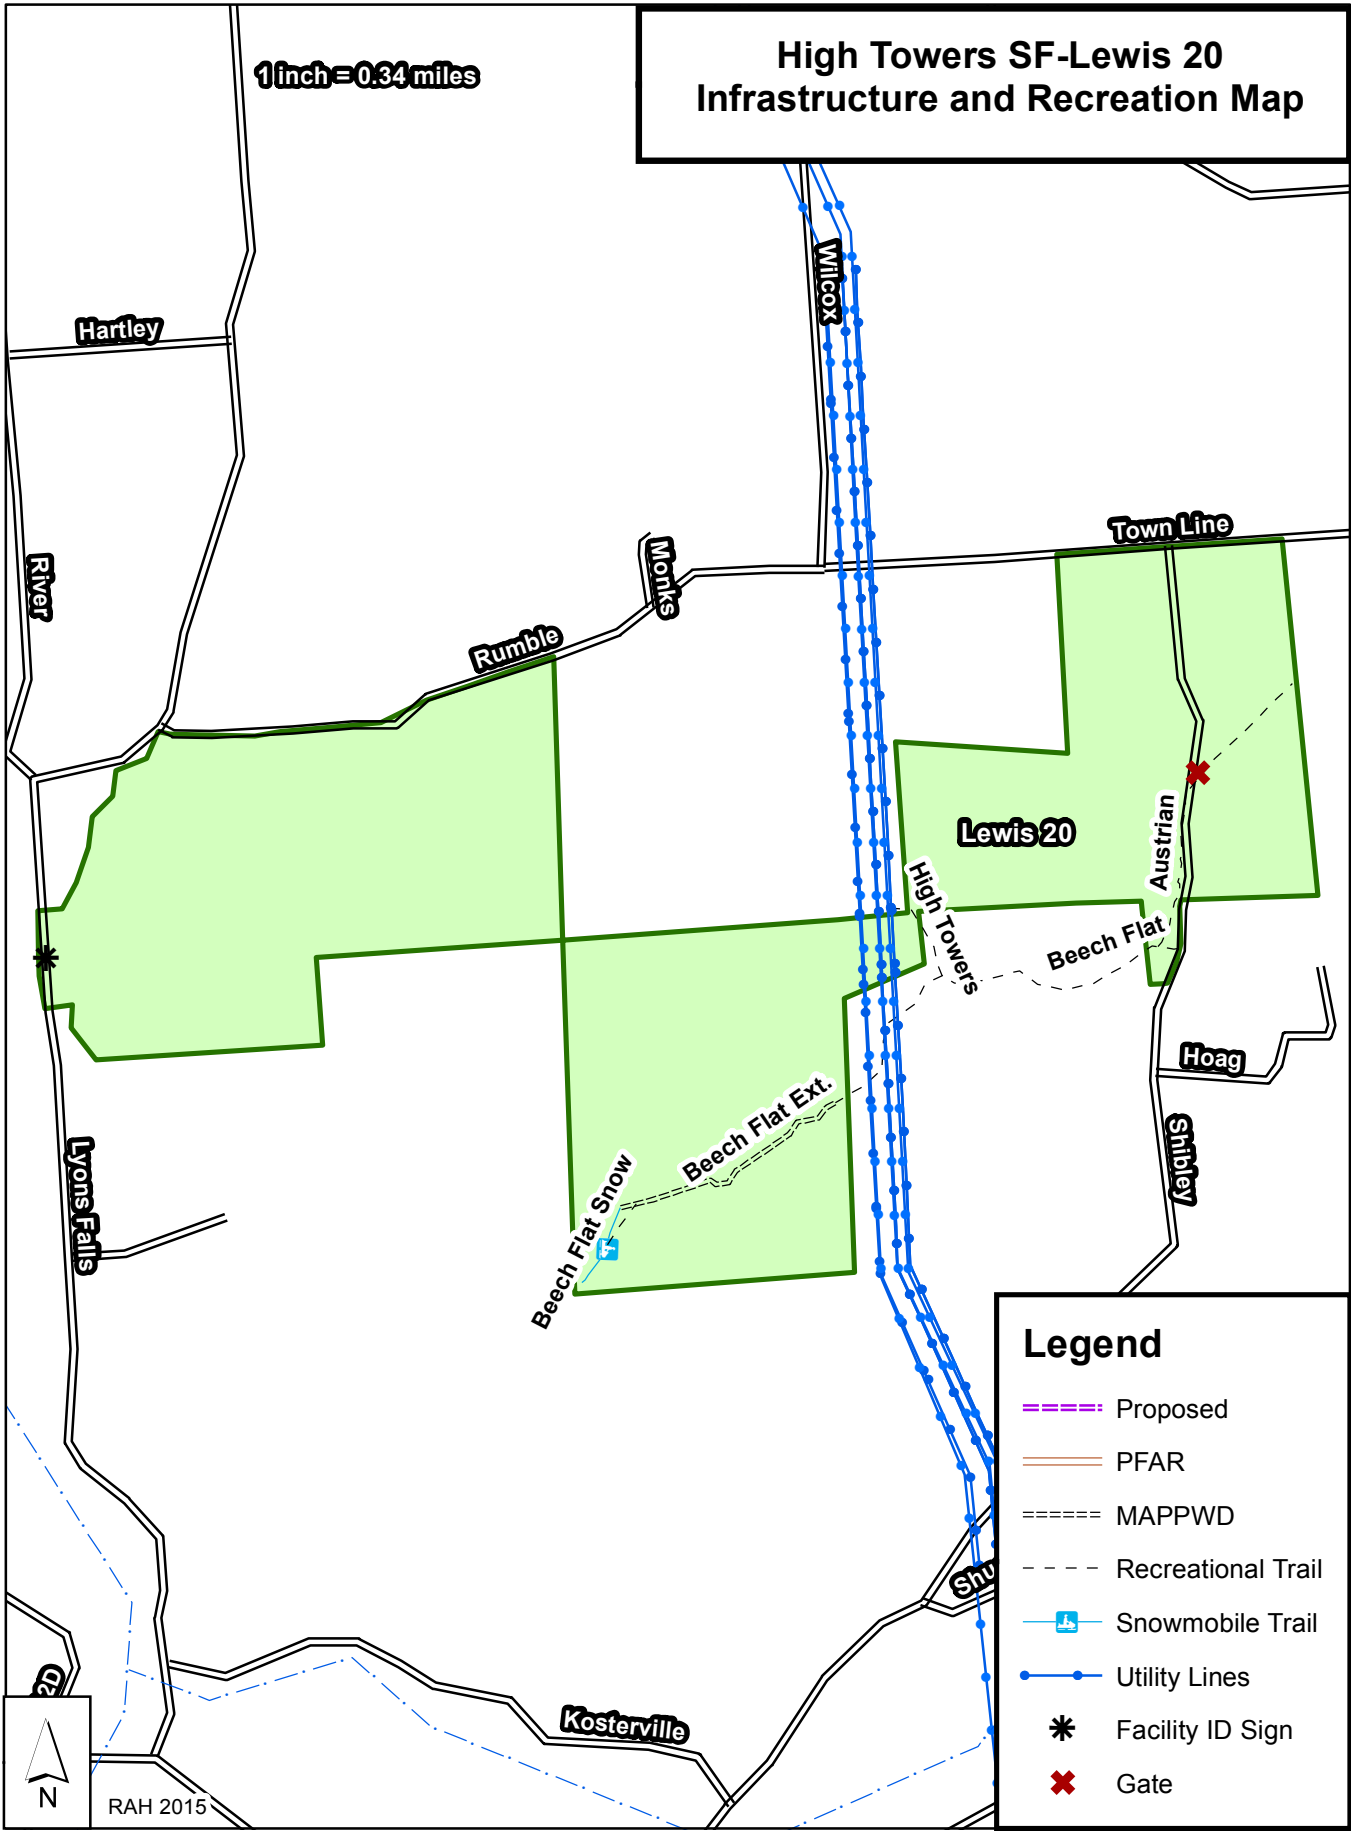 High Towers SF-Lewis 20
Infrastructure and Recreation Map
1 inch = 0.34 miles
Wilcox
Hartley
Town Line
River
Monks
Rumble
Lewis 20
Austrian
High Towers
Beech Flat
Hoag
Beech Flat Ext.
Shibley
Lyons Falls
Beech Flat Snow
Legend
Proposed
PFAR
MAPPWD
Recreational Trail
Snowmobile Trail
Utility Lines
Facility ID Sign
Gate
Shu
2D
Kosterville
N
RAH 2015